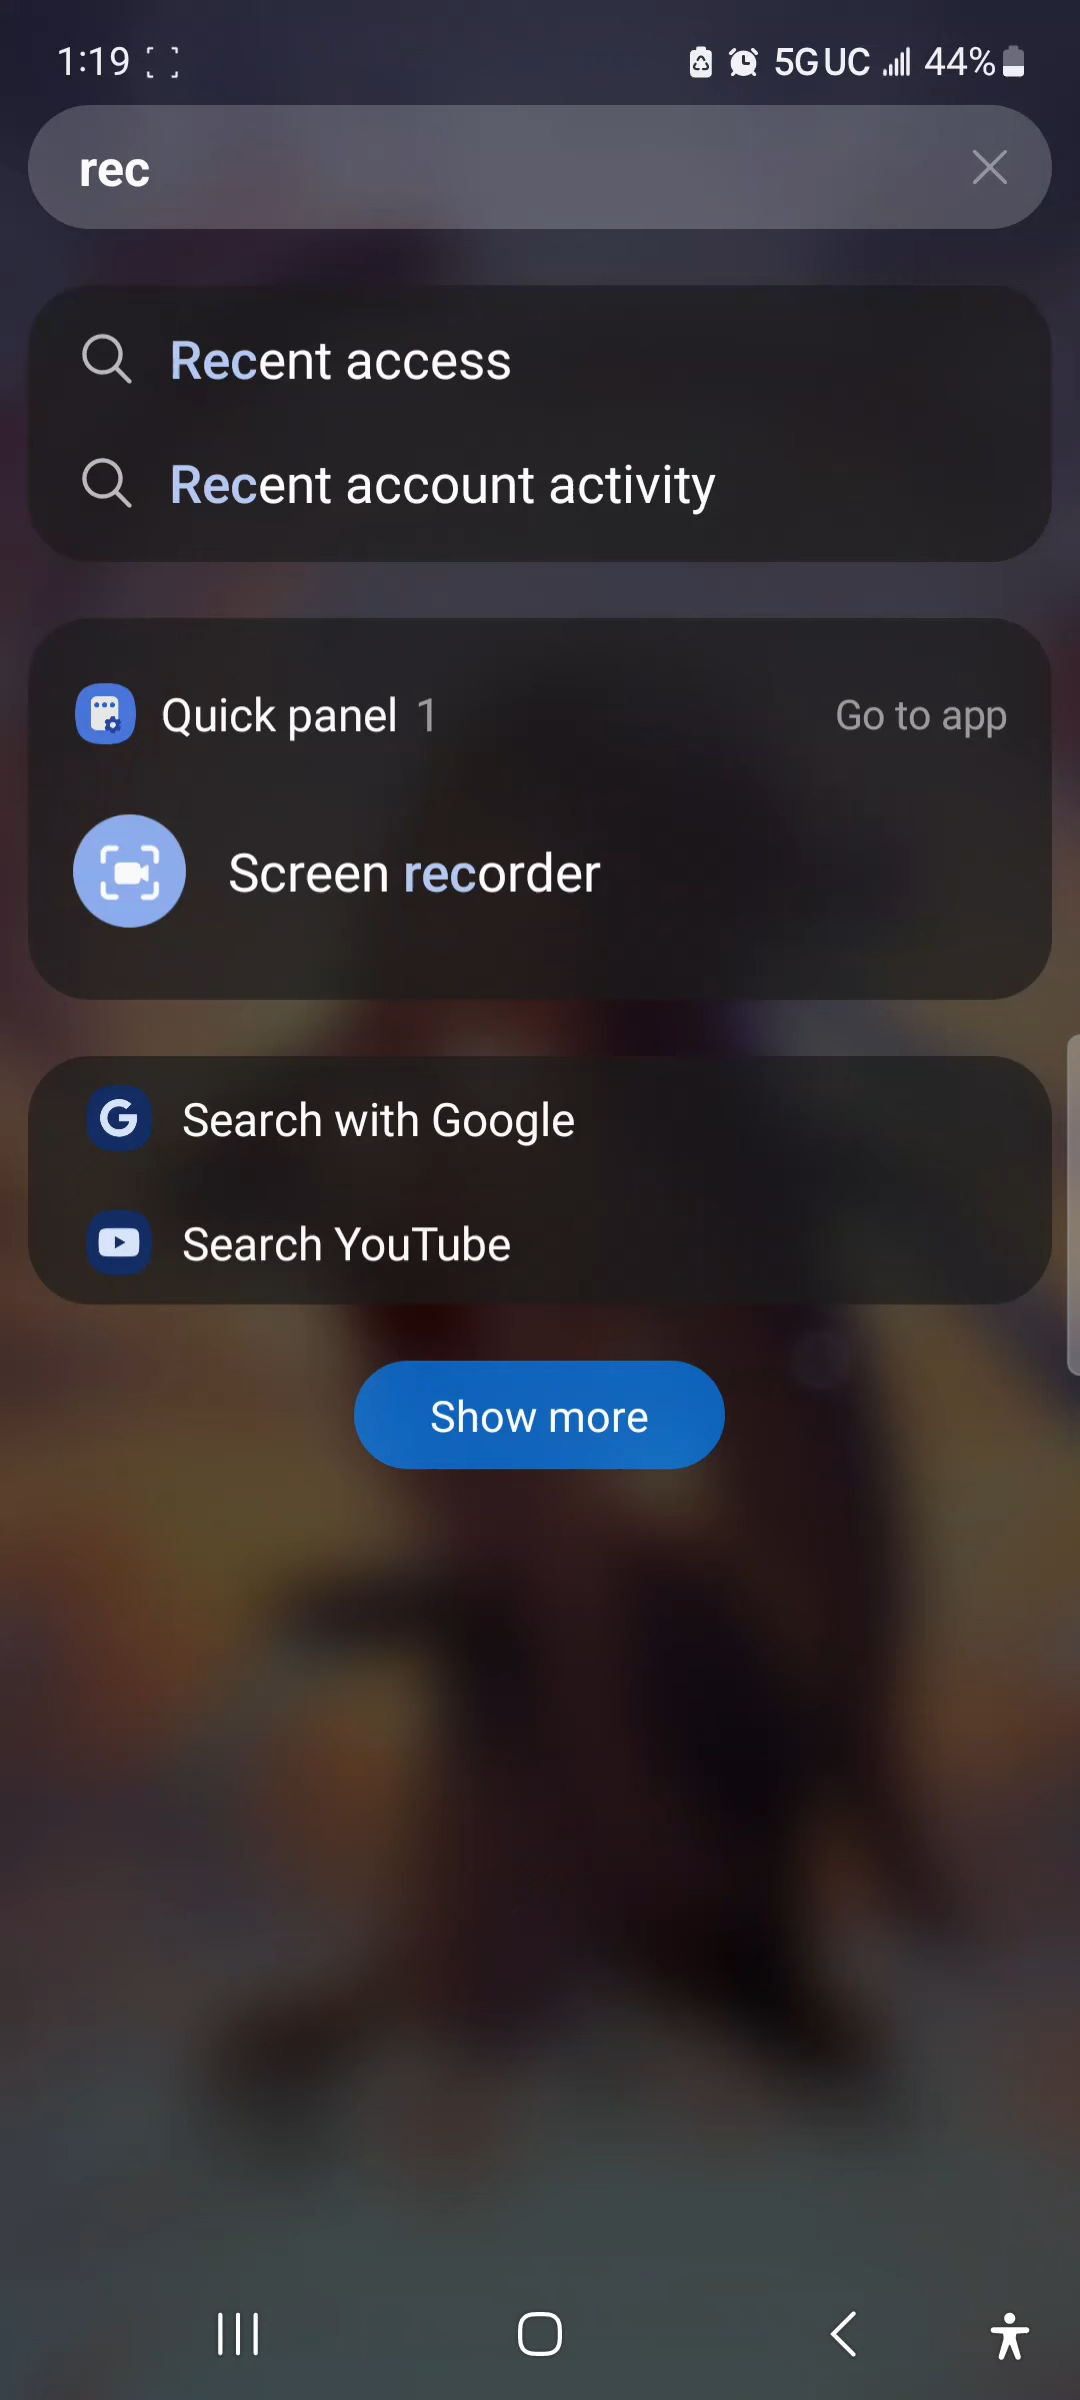 1:19 5G UC 44%
rec
Recent access
Recent account activity
Quick panel 1 Go to app
Screen recorder
Search with Google
Search YouTube
Show more